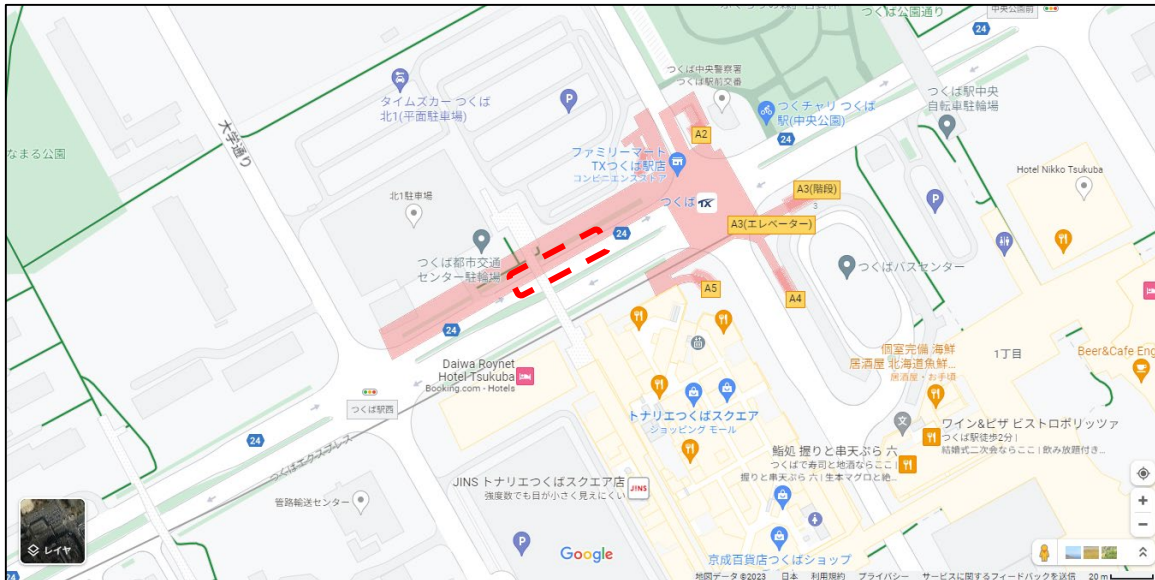 つくば公園通り
中央公園前
24
つくば中央警察署
つくば駅前交番
つくば駅中央
自転車駐輪場
タイムズカー つくば
北1(平面駐車場)
P
つくチャリ つくば
駅(中央公園)
大学通り
24
A2
なまる公園
ファミリーマート
TXつくば駅店
コンビニエンスストア
Hotel Nikko Tsukuba
北1駐車場
A3(階段)
3
P
つくば TX
A3(エレベーター)
24
つくば都市交通
センター駐輪場
つくばバスセンター
A5
A4
24
個室完備 海鮮
居酒屋 北海道魚鮮...
居酒屋・お手頃
1丁目
Beer&Cafe Eng
Daiwa Roynet
Hotel Tsukuba
Booking.com - Hotels
つくば駅西
トナリエつくばスクエア
ショッピング モール
文
ワイン&ピザ ビストロポリッツァ
つくば駅徒歩2分 |
結婚式二次会ならここ | 飲み放題付き...
24
つくばエクスプレス
鮨処 握りと串天ぷら 六
つくばで寿司と地酒ならここ |
握りと串天ぷら 六 | 生本マグロと絶...
JINS トナリエつくばスクエア店
強度数でも目が小さく見えにくい
JINS
管路輸送センター
レイヤ
P
Google
京成百貨店つくばショップ
24
地図データ ©2023 日本 利用規約 プライバシー サービスに関するフィードバックを送信 20 m